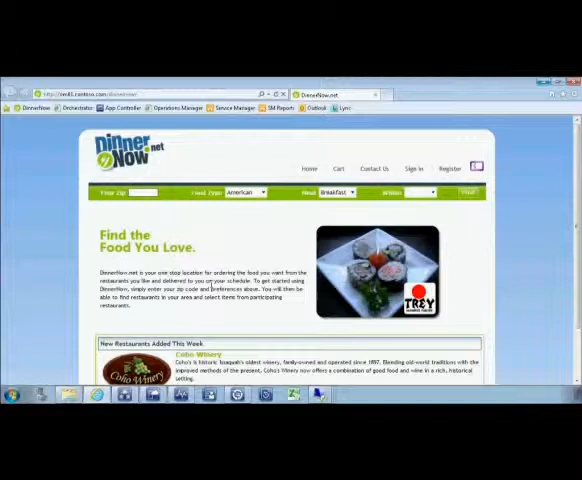 DinnerNow.net
DinnerNow
Orchestrator
App Controller
Operations Manager
Service Manager
SM Reports
Outlook
Lynx
Dinner
Now.net
Home
Cart
Contact Us
Sign in
Register
Your Zip:
Food Type:
American
Meal
Breakfast
Within
Find
Find the
Food You Love.
DinnerNow.net is your one stop location for ordering the food you want from the
restaurants you like and delivered to you on your schedule. To get started using
DinnerNow, simply enter your zip code and preferences above. You will then be
able to find restaurants in your area and select items from participating
restaurants.
TREY
New Restaurants Added This Week
Coho Winery
Coho Winery
Coho's is historic Issaquah's oldest winery, family-owned and operated since 1897. Blending old-world traditions with the
improved methods of the present, Coho's Winery now offers a combination of good food and wine in a rich, historical
setting.